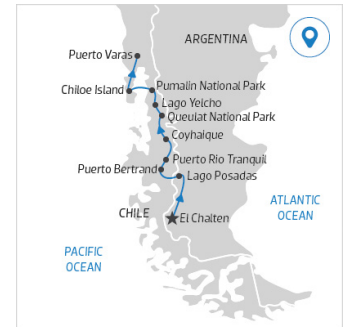 ARGENTINA
Puerto Varas
Pumalin National Park
Chiloe Island
Lago Yelcho
Queulat National Park
Coyhaique
Puerto Rio Tranquil
Puerto Bertrand
Lago Posadas
ATLANTIC
OCEAN
CHILE
El Chalten
PACIFIC
OCEAN